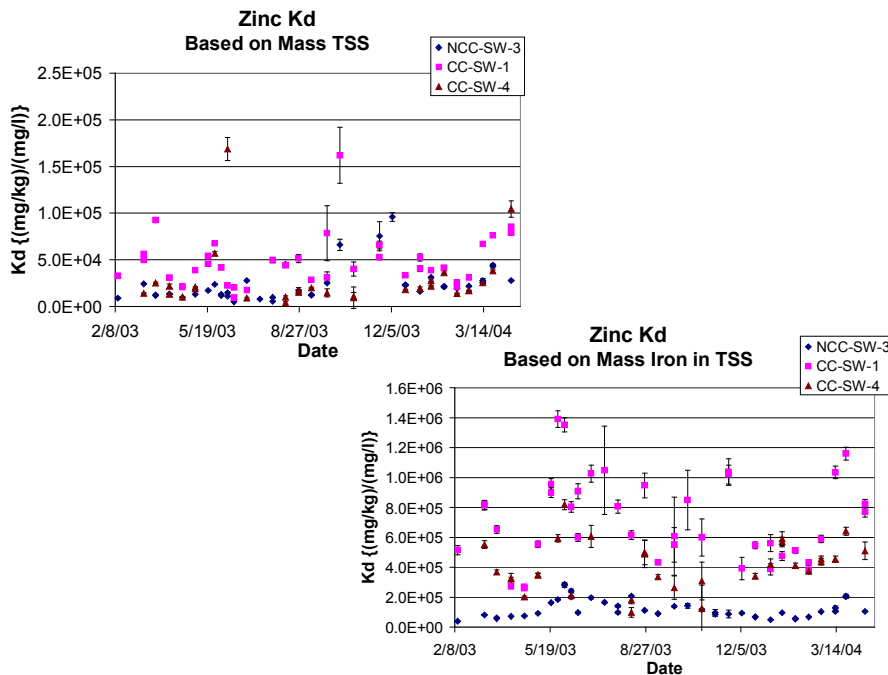 Zinc Kd
Based on Mass TSS
NCC-SW-3
CC-SW-1
CC-SW-4
Kd {(mg/kg)/(mg/l)}
2.5E+05
2.0E+05
1.5E+05
1.0E+05
5.0E+04
0.0E+00
2/8/03 5/19/03 8/27/03 12/5/03 3/14/04
Date
Zinc Kd
Based on Mass Iron in TSS
NCC-SW-3
CC-SW-1
CC-SW-4
Kd {(mg/kg)/(mg/l)}
1.6E+06
1.4E+06
1.2E+06
1.0E+06
8.0E+05
6.0E+05
4.0E+05
2.0E+05
0.0E+00
2/8/03 5/19/03 8/27/03 12/5/03 3/14/04
Date